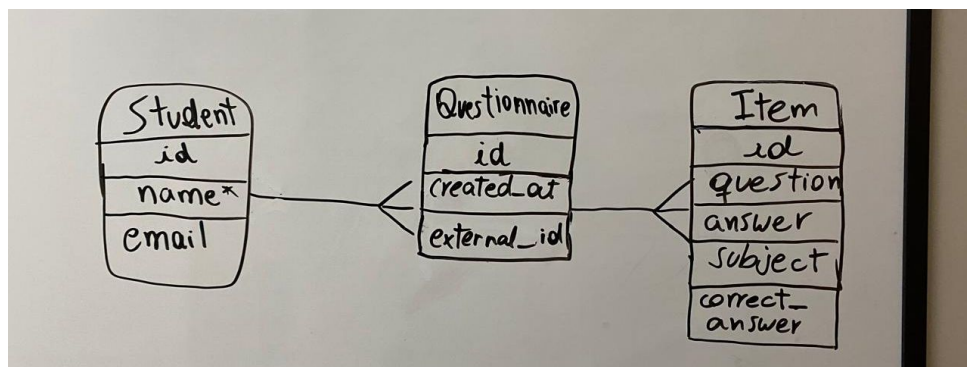 Student
id
name*
email
Questionnaire
id
created_at
external_id
Item
id
question
answer
subject
correct_
answer